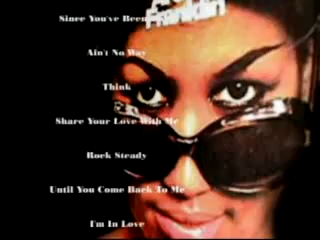 Franklin
Since You've Been
Ain't No Way
Think
Share Your Love With Me
Rock Steady
Until You Come Back To Me
I'm In Love